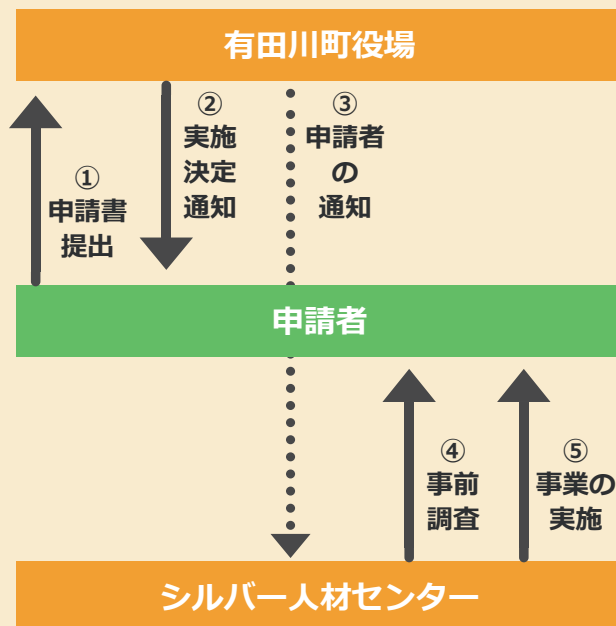 有田川町役場
①
申請書
提出
②
実施
決定
通知
③
申請者
の
通知
申請者
④
事前
調査
⑤
事業の
実施
シルバー人材センター